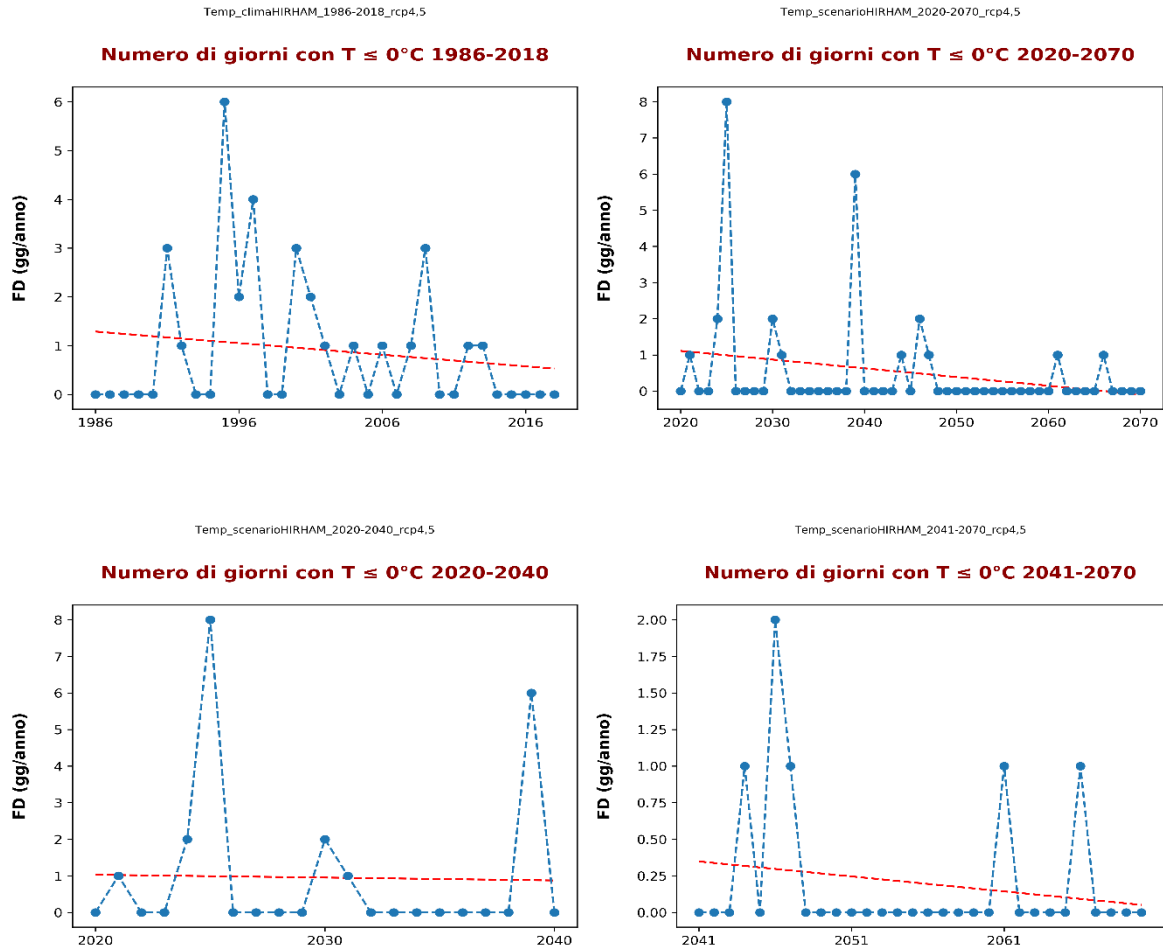 Temp_climaHIRHAM_1986-2018_rcp4,5
Numero di giorni con T ≤ 0°C 1986-2018
FD (gg/anno)
6
5
4
3
2
1
0
1986 1996 2006 2016
Temp_scenarioHIRHAM_2020-2070_rcp4,5
Numero di giorni con T ≤ 0°C 2020-2070
FD (gg/anno)
8
7
6
5
4
3
2
1
0
2020 2030 2040 2050 2060 2070
Temp_scenarioHIRHAM_2020-2040_rcp4,5
Numero di giorni con T ≤ 0°C 2020-2040
FD (gg/anno)
8
7
6
5
4
3
2
1
0
2020 2030 2040
Temp_scenarioHIRHAM_2041-2070_rcp4,5
Numero di giorni con T ≤ 0°C 2041-2070
FD (gg/anno)
2.00
1.75
1.50
1.25
1.00
0.75
0.50
0.25
0.00
2041 2051 2061